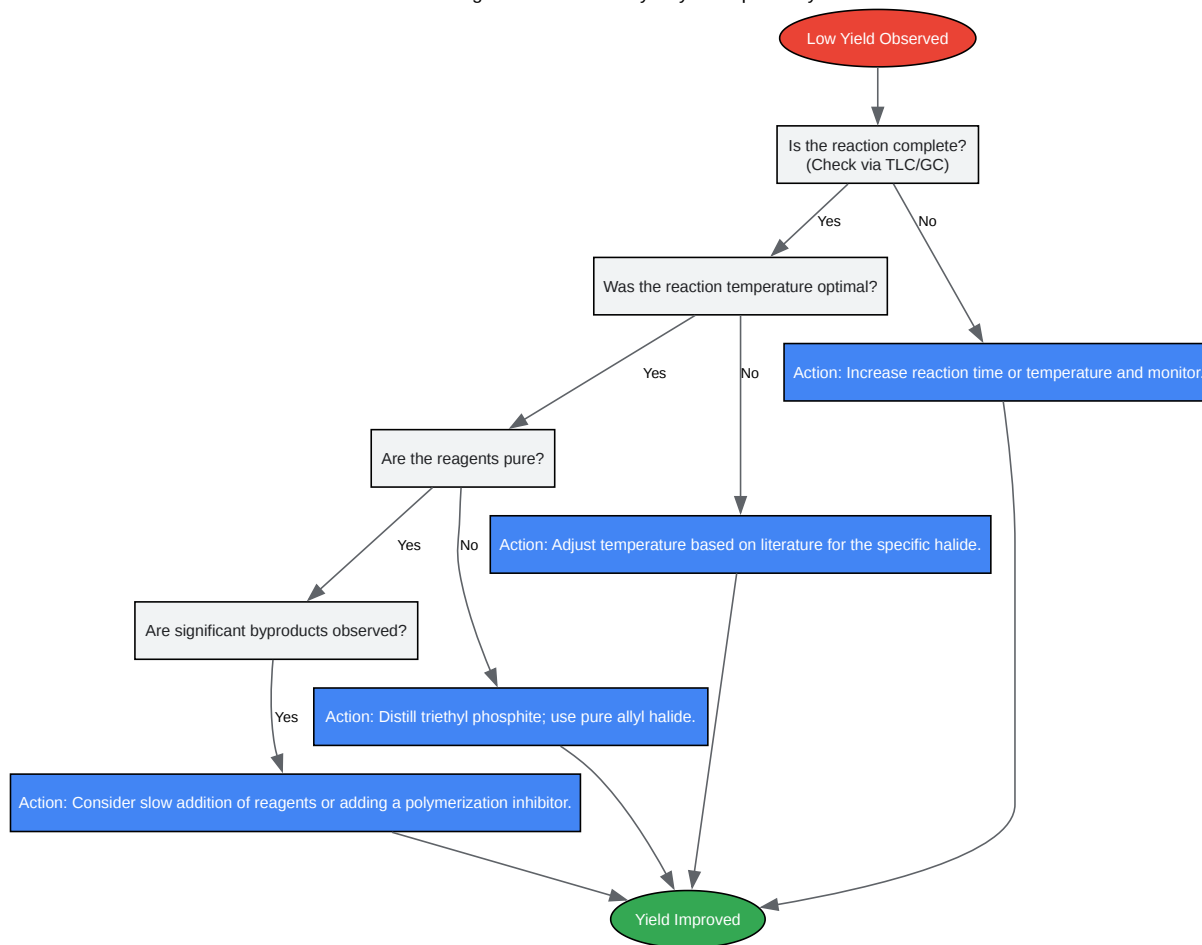 Low Yield Observed
Is the reaction complete?
(Check via TLC/GC)
Yes
No
Was the reaction temperature optimal?
Action: Increase reaction time or temperature and monitor.
Yes
No
Are the reagents pure?
Action: Adjust temperature based on literature for the specific halide.
Yes
No
Are significant byproducts observed?
Action: Distill triethyl phosphite; use pure allyl halide.
Yes
Action: Consider slow addition of reagents or adding a polymerization inhibitor.
Yield Improved